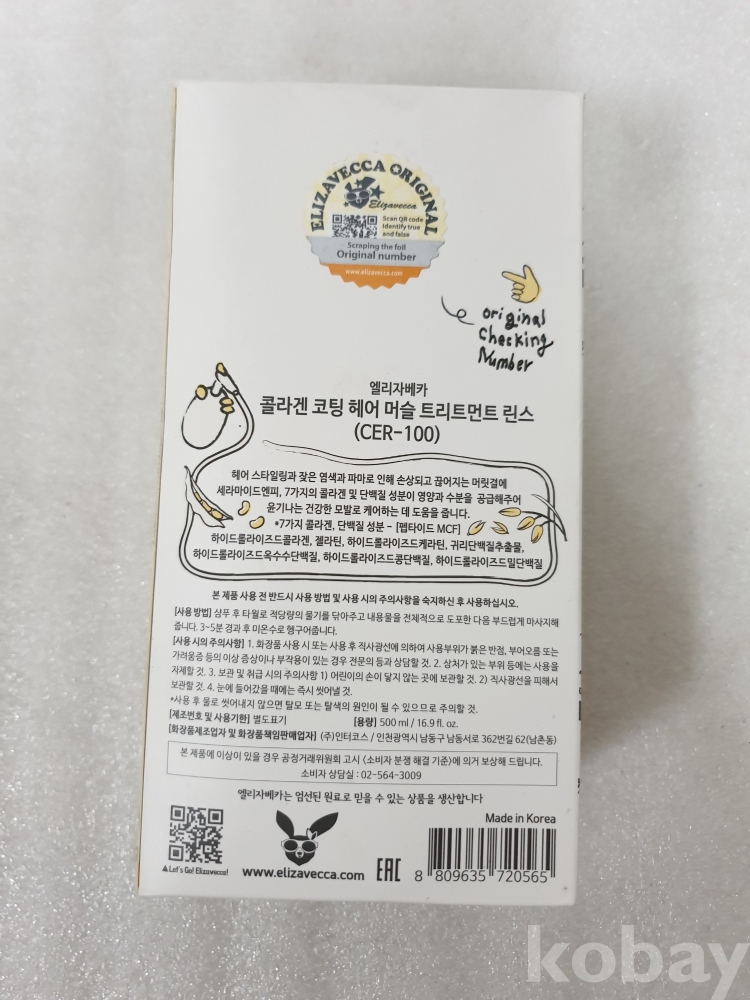 ELIZAVECCA ORIGINAL
Elizavecca
Scan QR code
Identify true
and false
Scraping the foil
Original number
www.elizavecca.com
original
checking
Number
엘리자베카
콜라겐 코팅 헤어 머슬 트리트먼트 린스
(CER-100)
헤어 스타일링과 잦은 염색과 파마로 인해 손상되고 끊어지는 머릿결에
세라마이드엔피, 7가지의 콜라겐 및 단백질 성분이 영양과 수분을 공급해주어
윤기나는 건강한 모발로 케어하는 데 도움을 줍니다.
*7가지 콜라겐, 단백질 성분 - [펩타이드 MCF]
하이드롤라이즈드콜라겐, 젤라틴, 하이드롤라이즈드케라틴, 귀리단백질추출물,
하이드롤라이즈드옥수수단백질, 하이드롤라이즈드콩단백질, 하이드롤라이즈드밀단백질
본 제품 사용 전 반드시 사용 방법 및 사용 시의 주의사항을 숙지하신 후 사용하십시오.
[사용 방법] 샴푸 후 타월로 적당량의 물기를 닦아주고 내용물을 전체적으로 도포한 다음 부드럽게 마사지해
줍니다. 3~5분 경과 후 미온수로 헹구어줍니다.
[사용 시의 주의사항] 1. 화장품 사용 시 또는 사용 후 직사광선에 의하여 사용부위가 붉은 반점, 부어오름 또는
가려움증 등의 이상 증상이나 부작용이 있는 경우 전문의 등과 상담할 것. 2. 상처가 있는 부위 등에는 사용을
자제할 것. 3. 보관 및 취급 시의 주의사항 1) 어린이의 손이 닿지 않는 곳에 보관할 것. 2) 직사광선을 피해서
보관할 것. 4. 눈에 들어갔을 때에는 즉시 씻어낼 것.
*사용 후 물로 씻어내지 않으면 탈모 또는 탈색의 원인이 될 수 있으므로 주의할 것.
[제조번호 및 사용기한] 별도표기 [용량] 500 ml / 16.9 fl. oz.
[화장품제조업자 및 화장품책임판매업자] (주)인터코스 / 인천광역시 남동구 남동서로 362번길 62(남촌동)
본 제품에 이상이 있을 경우 공정거래위원회 고시 <소비자 분쟁 해결 기준>에 의거 보상해 드립니다.
소비자 상담실 : 02-564-3009
엘리자베카는 엄선된 원료로 믿을 수 있는 상품을 생산합니다
Made in Korea
▲Let's Go! Elizavecca!
www.elizavecca.com
EAC
8 809635 720565
kobay